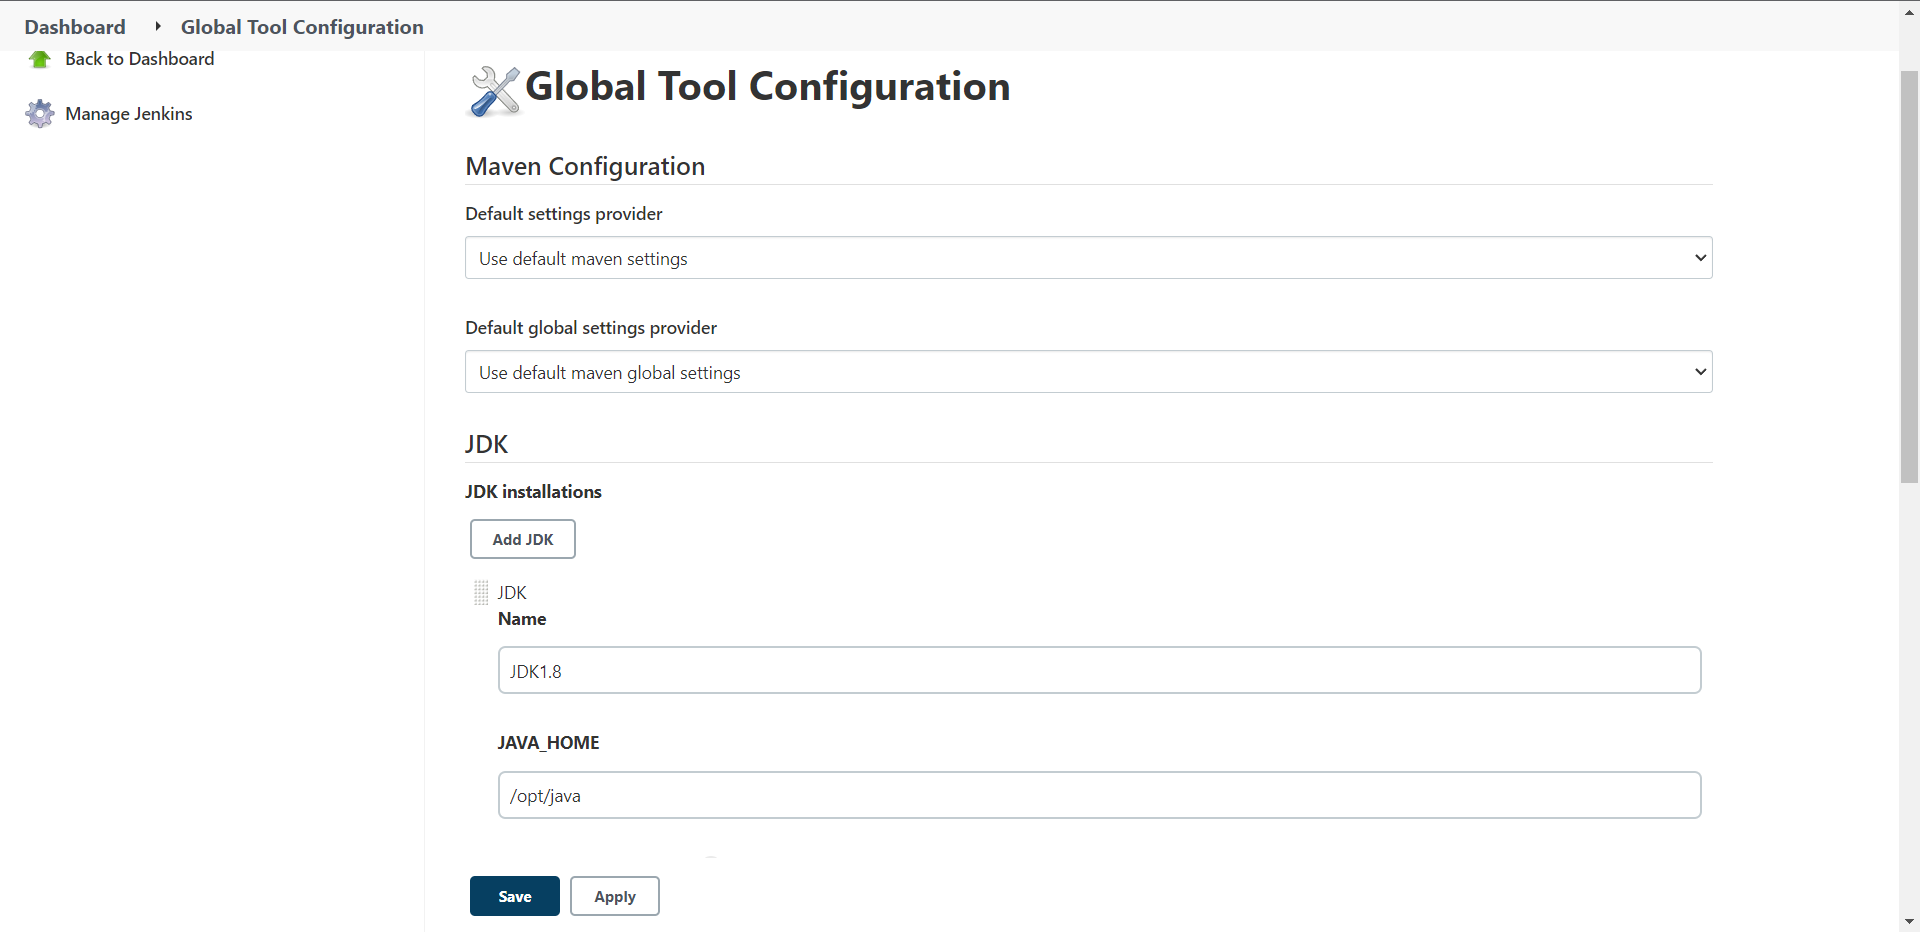 Dashboard
Global Tool Configuration
Back to Dashboard
Manage Jenkins
Global Tool Configuration
Maven Configuration
Default settings provider
Use default maven settings
Default global settings provider
Use default maven global settings
JDK
JDK installations
Add JDK
JDK
Name
JDK1.8
JAVA_HOME
/opt/java
Save
Apply